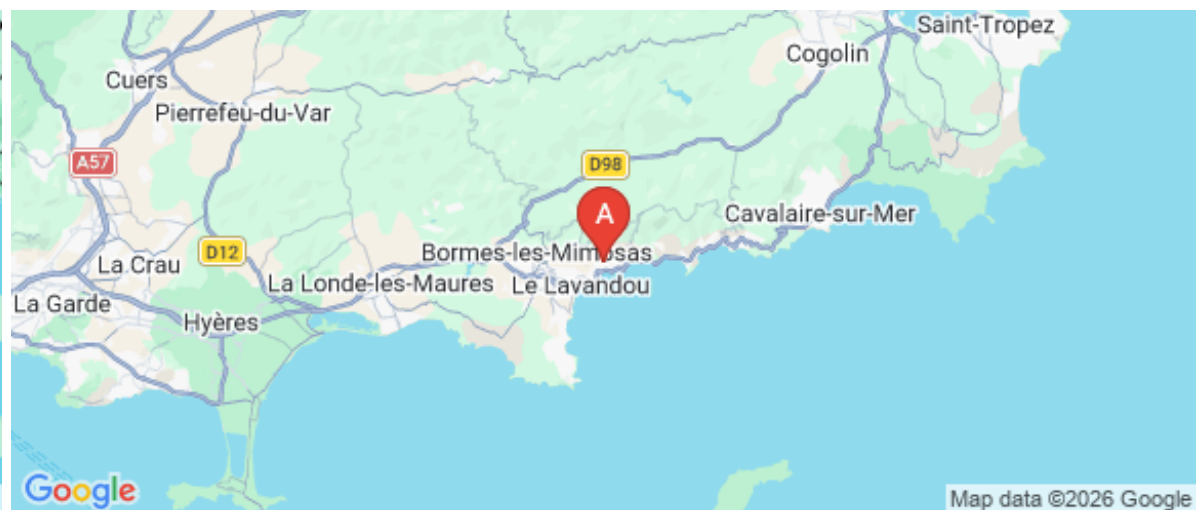 Saint-Tropez
Cogolin
Cuers
Pierrefeu-du-Var
A57
D98
A
Cavalaire-sur-Mer
D12
Bormes-les-Mimosas
La Crau
La Londe-les-Maures
Le Lavandou
La Garde
Hyères
Google
Map data ©2026 Google